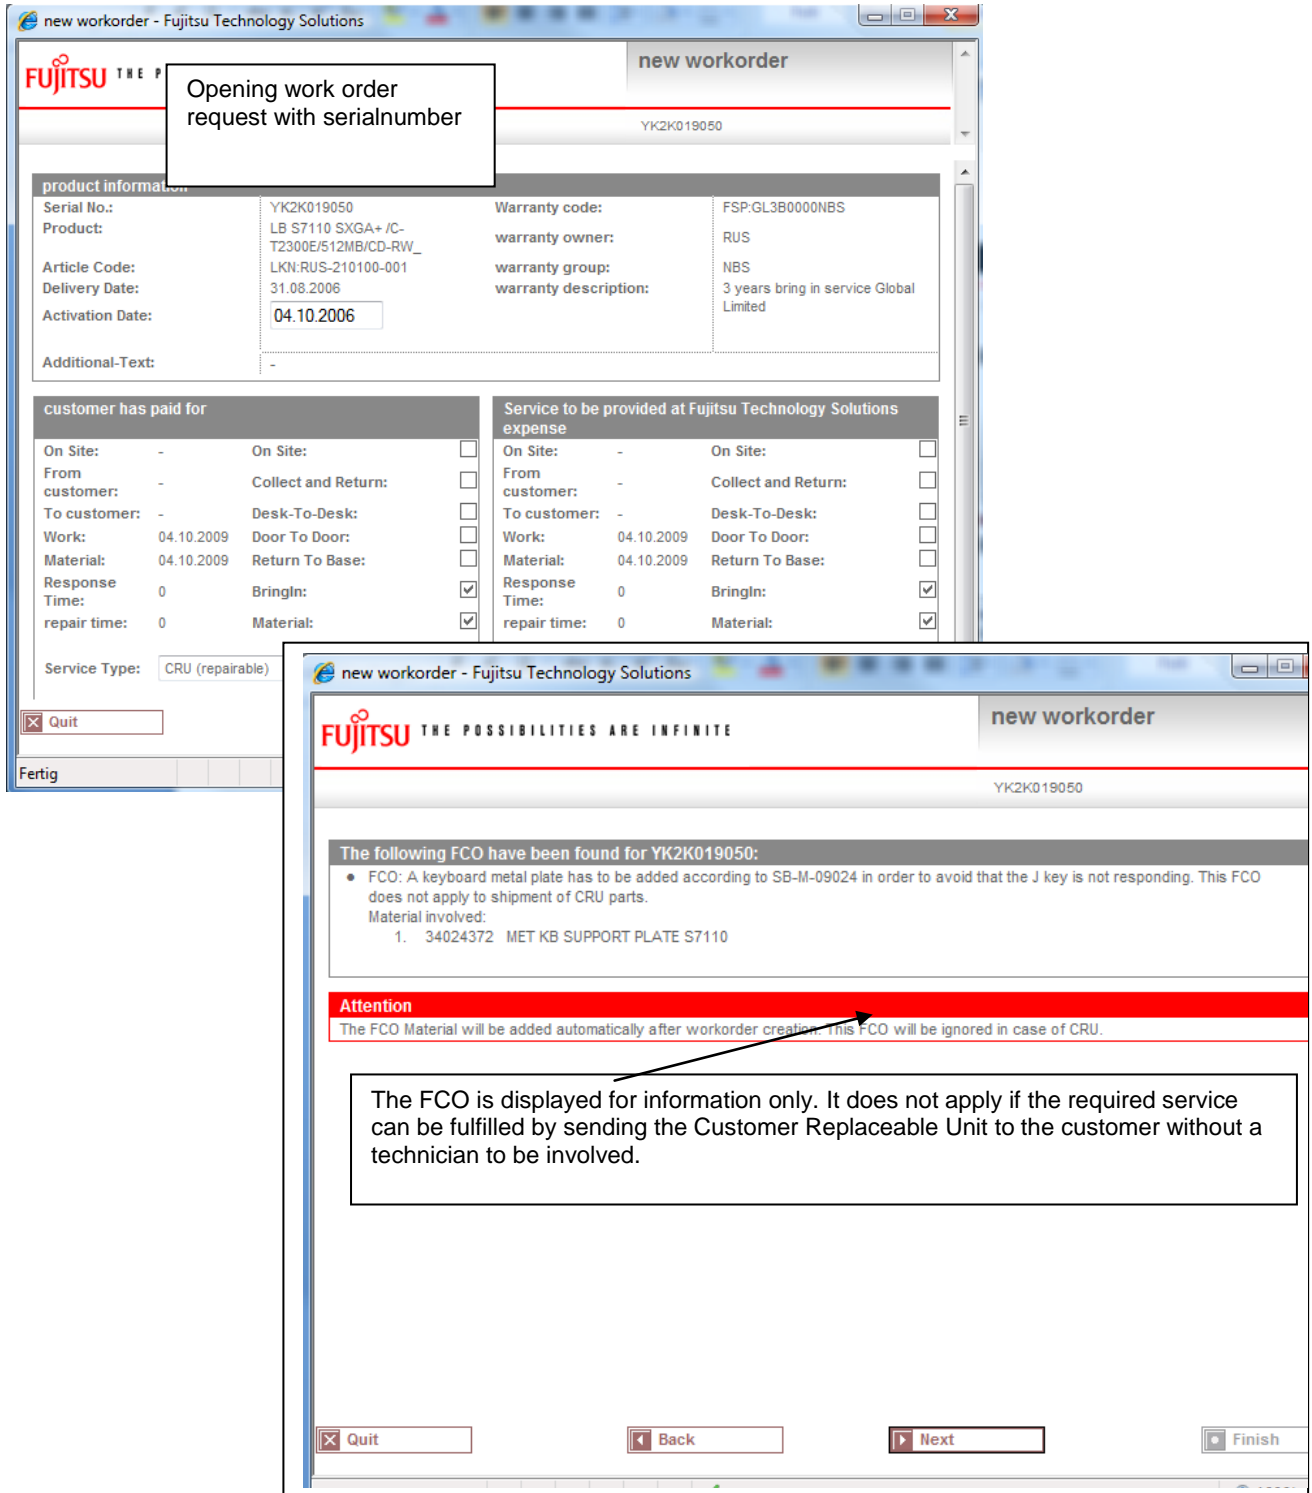 new workorder - Fujitsu Technology Solutions
FUJITSU THE P
new workorder
Opening work order
request with serialnumber
YK2K019050
product information
Serial No.: YK2K019050 Warranty code: FSP:GL3B0000NBS
Product: LB S7110 SXGA+ /C-
T2300E/512MB/CD-RW_
warranty owner: RUS
Article Code: LKN:RUS-210100-001 warranty group: NBS
Delivery Date: 31.08.2006 warranty description: 3 years bring in service Global
Limited
Activation Date: 04.10.2006
Additional-Text: -
customer has paid for
On Site: - On Site:
From
customer: - Collect and Return:
To customer: - Desk-To-Desk:
Work: 04.10.2009 Door To Door:
Material: 04.10.2009 Return To Base:
Response
Time: 0 BringIn:
repair time: 0 Material:
Service to be provided at Fujitsu Technology Solutions
expense
On Site: - On Site:
From
customer: - Collect and Return:
To customer: - Desk-To-Desk:
Work: 04.10.2009 Door To Door:
Material: 04.10.2009 Return To Base:
Response
Time: 0 BringIn:
repair time: 0 Material:
Service Type: CRU (repairable)
Quit
Fertig
new workorder - Fujitsu Technology Solutions
FUJITSU THE POSSIBILITIES ARE INFINITE
new workorder
YK2K019050
The following FCO have been found for YK2K019050:
● FCO: A keyboard metal plate has to be added according to SB-M-09024 in order to avoid that the J key is not responding. This FCO
does not apply to shipment of CRU parts.
Material involved:
1. 34024372 MET KB SUPPORT PLATE S7110
Attention
The FCO Material will be added automatically after workorder creation. This FCO will be ignored in case of CRU.
The FCO is displayed for information only. It does not apply if the required service
can be fulfilled by sending the Customer Replaceable Unit to the customer without a
technician to be involved.
Quit Back Next Finish